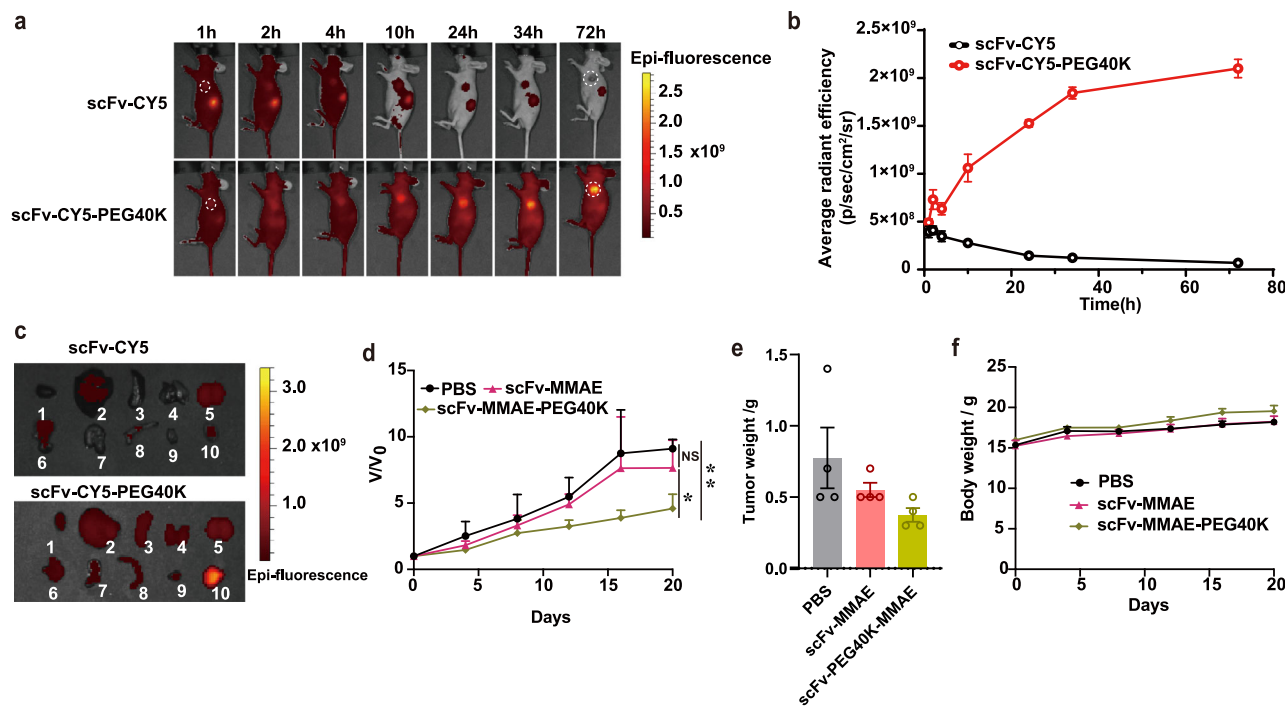 a
1h 2h 4h 10h 24h 34h 72h
scFv-CY5
scFv-CY5-PEG40K
Epi-fluorescence
2.5
2.0
1.5
x10⁹
1.0
0.5
b
2.5×10⁹
2×10⁹
1.5×10⁹
1×10⁹
5×10⁸
0
Average radiant efficiency
(p/sec/cm²/sr)
scFv-CY5
scFv-CY5-PEG40K
0 20 40 60 80
Time(h)
c
scFv-CY5
1 2 3 4 5
6 7 8 9 10
scFv-CY5-PEG40K
1 2 3 4 5
6 7 8 9 10
3.0
2.0 x10⁹
1.0
Epi-fluorescence
d
15
10
5
0
V/V₀
PBS scFv-MMAE
scFv-MMAE-PEG40K
NS
*
**
0 5 10 15 20
Days
e
1.5
1.0
0.5
0.0
Tumor weight /g
PBS
scFv-MMAE
scFv-PEG40K-MMAE
f
25
20
15
10
5
0
Body weight / g
PBS
scFv-MMAE
scFv-MMAE-PEG40K
0 5 10 15 20
Days